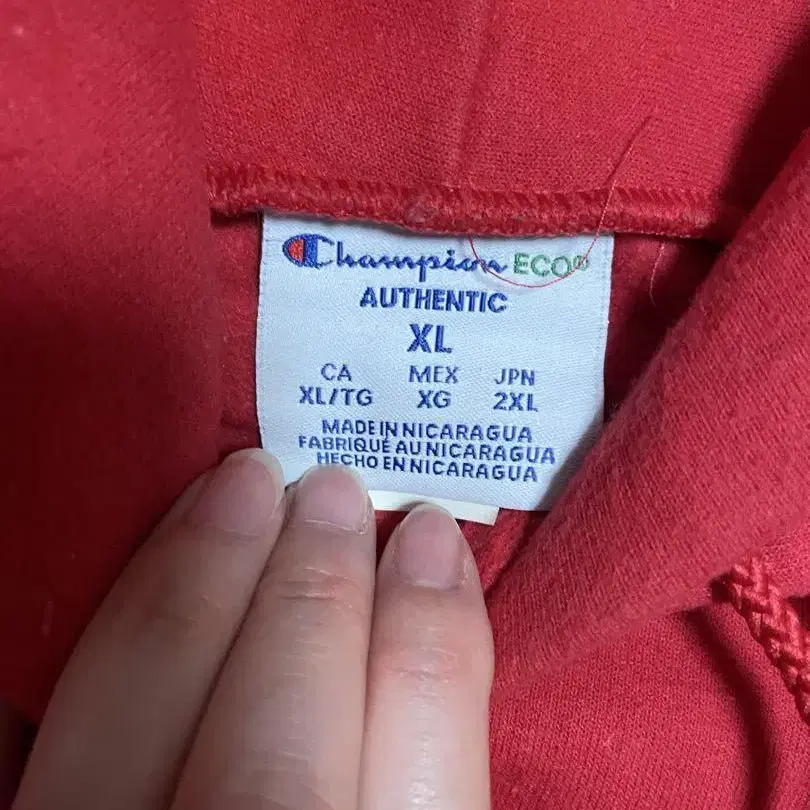 Champion ECO®
AUTHENTIC
XL
CA MEX JPN
XL/TG XG 2XL
MADE IN NICARAGUA
FABRIQUÉ AU NICARAGUA
HECHO EN NICARAGUA